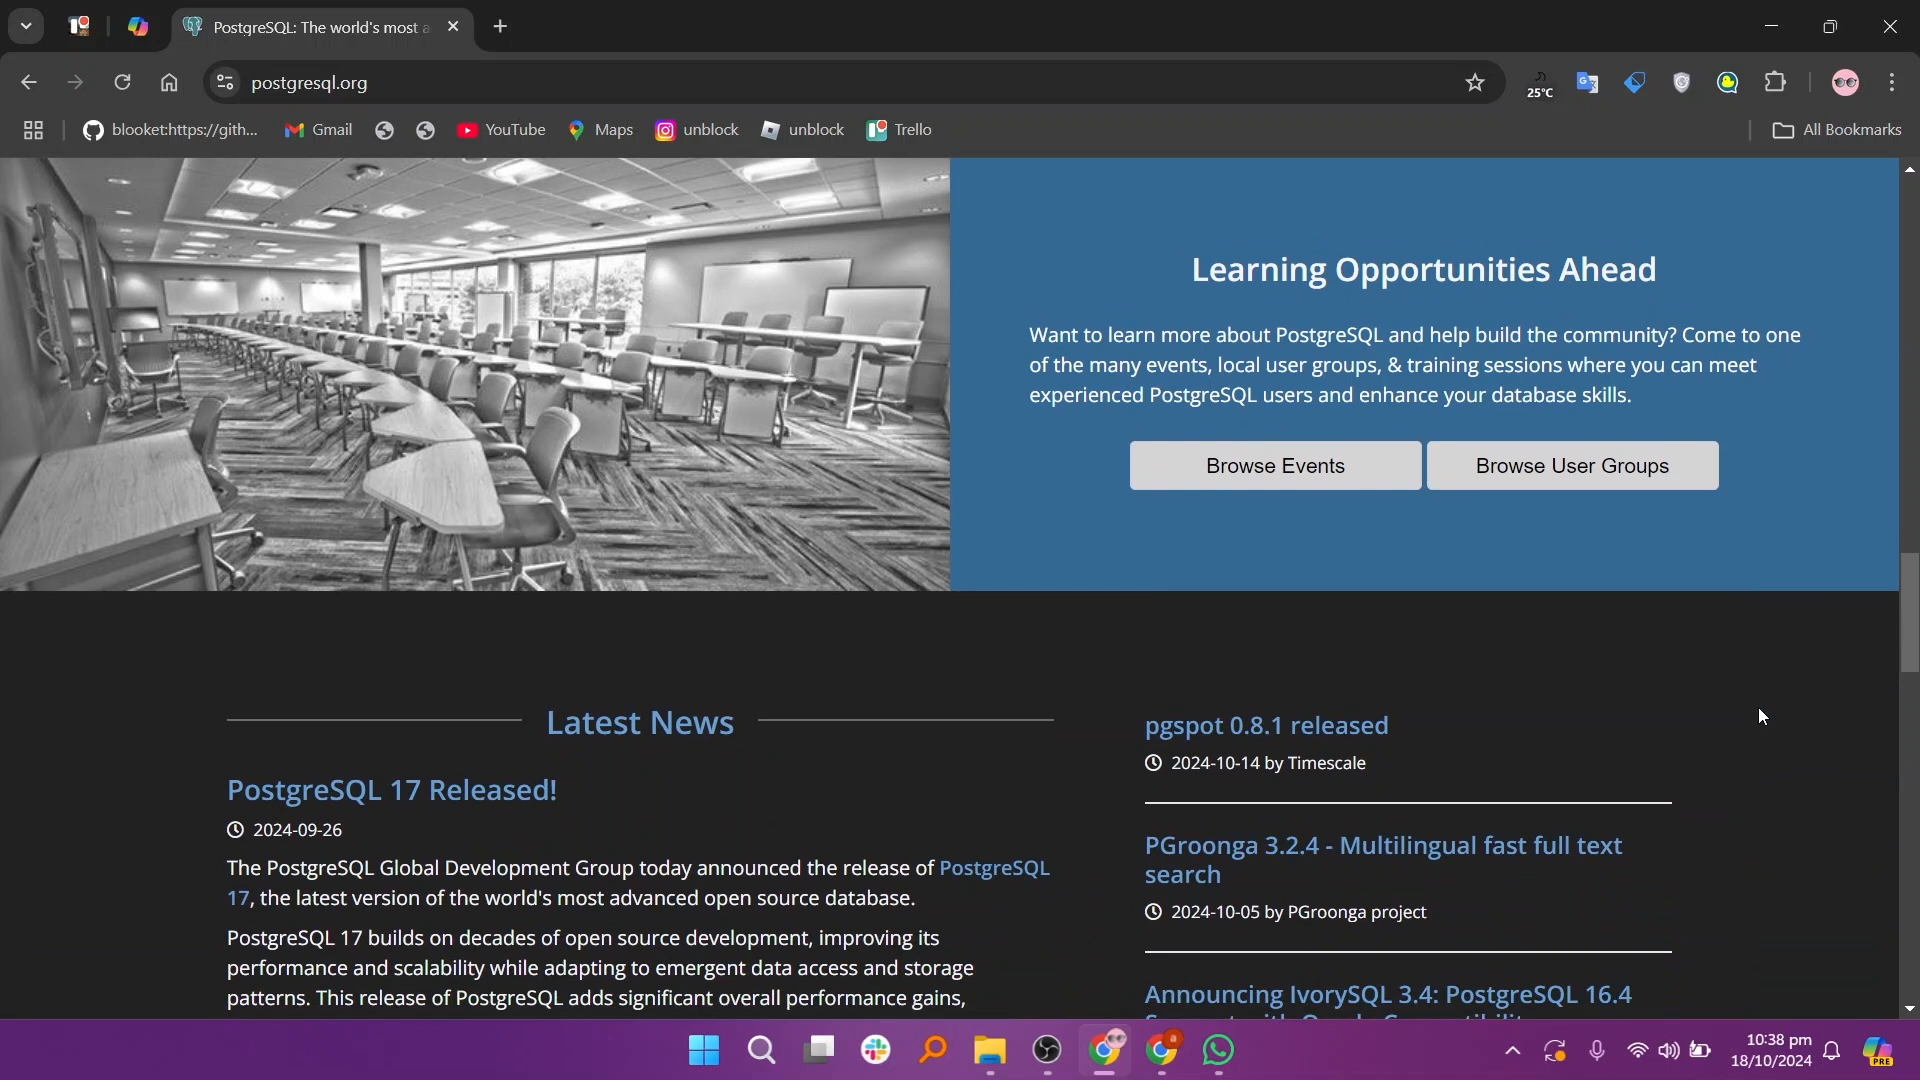 PostgreSQL: The world's most a
postgresql.org
25°C
blooket:https://gith...
Gmail
YouTube
Maps
unblock
unblock
Trello
All Bookmarks
Learning Opportunities Ahead
Want to learn more about PostgreSQL and help build the community? Come to one
of the many events, local user groups, & training sessions where you can meet
experienced PostgreSQL users and enhance your database skills.
Browse Events
Browse User Groups
Latest News
PostgreSQL 17 Released!
2024-09-26
The PostgreSQL Global Development Group today announced the release of PostgreSQL
17, the latest version of the world's most advanced open source database.
PostgreSQL 17 builds on decades of open source development, improving its
performance and scalability while adapting to emergent data access and storage
patterns. This release of PostgreSQL adds significant overall performance gains,
pgspot 0.8.1 released
2024-10-14 by Timescale
PGroonga 3.2.4 - Multilingual fast full text
search
2024-10-05 by PGroonga project
Announcing IvorySQL 3.4: PostgreSQL 16.4
10:38 pm
18/10/2024
PRE